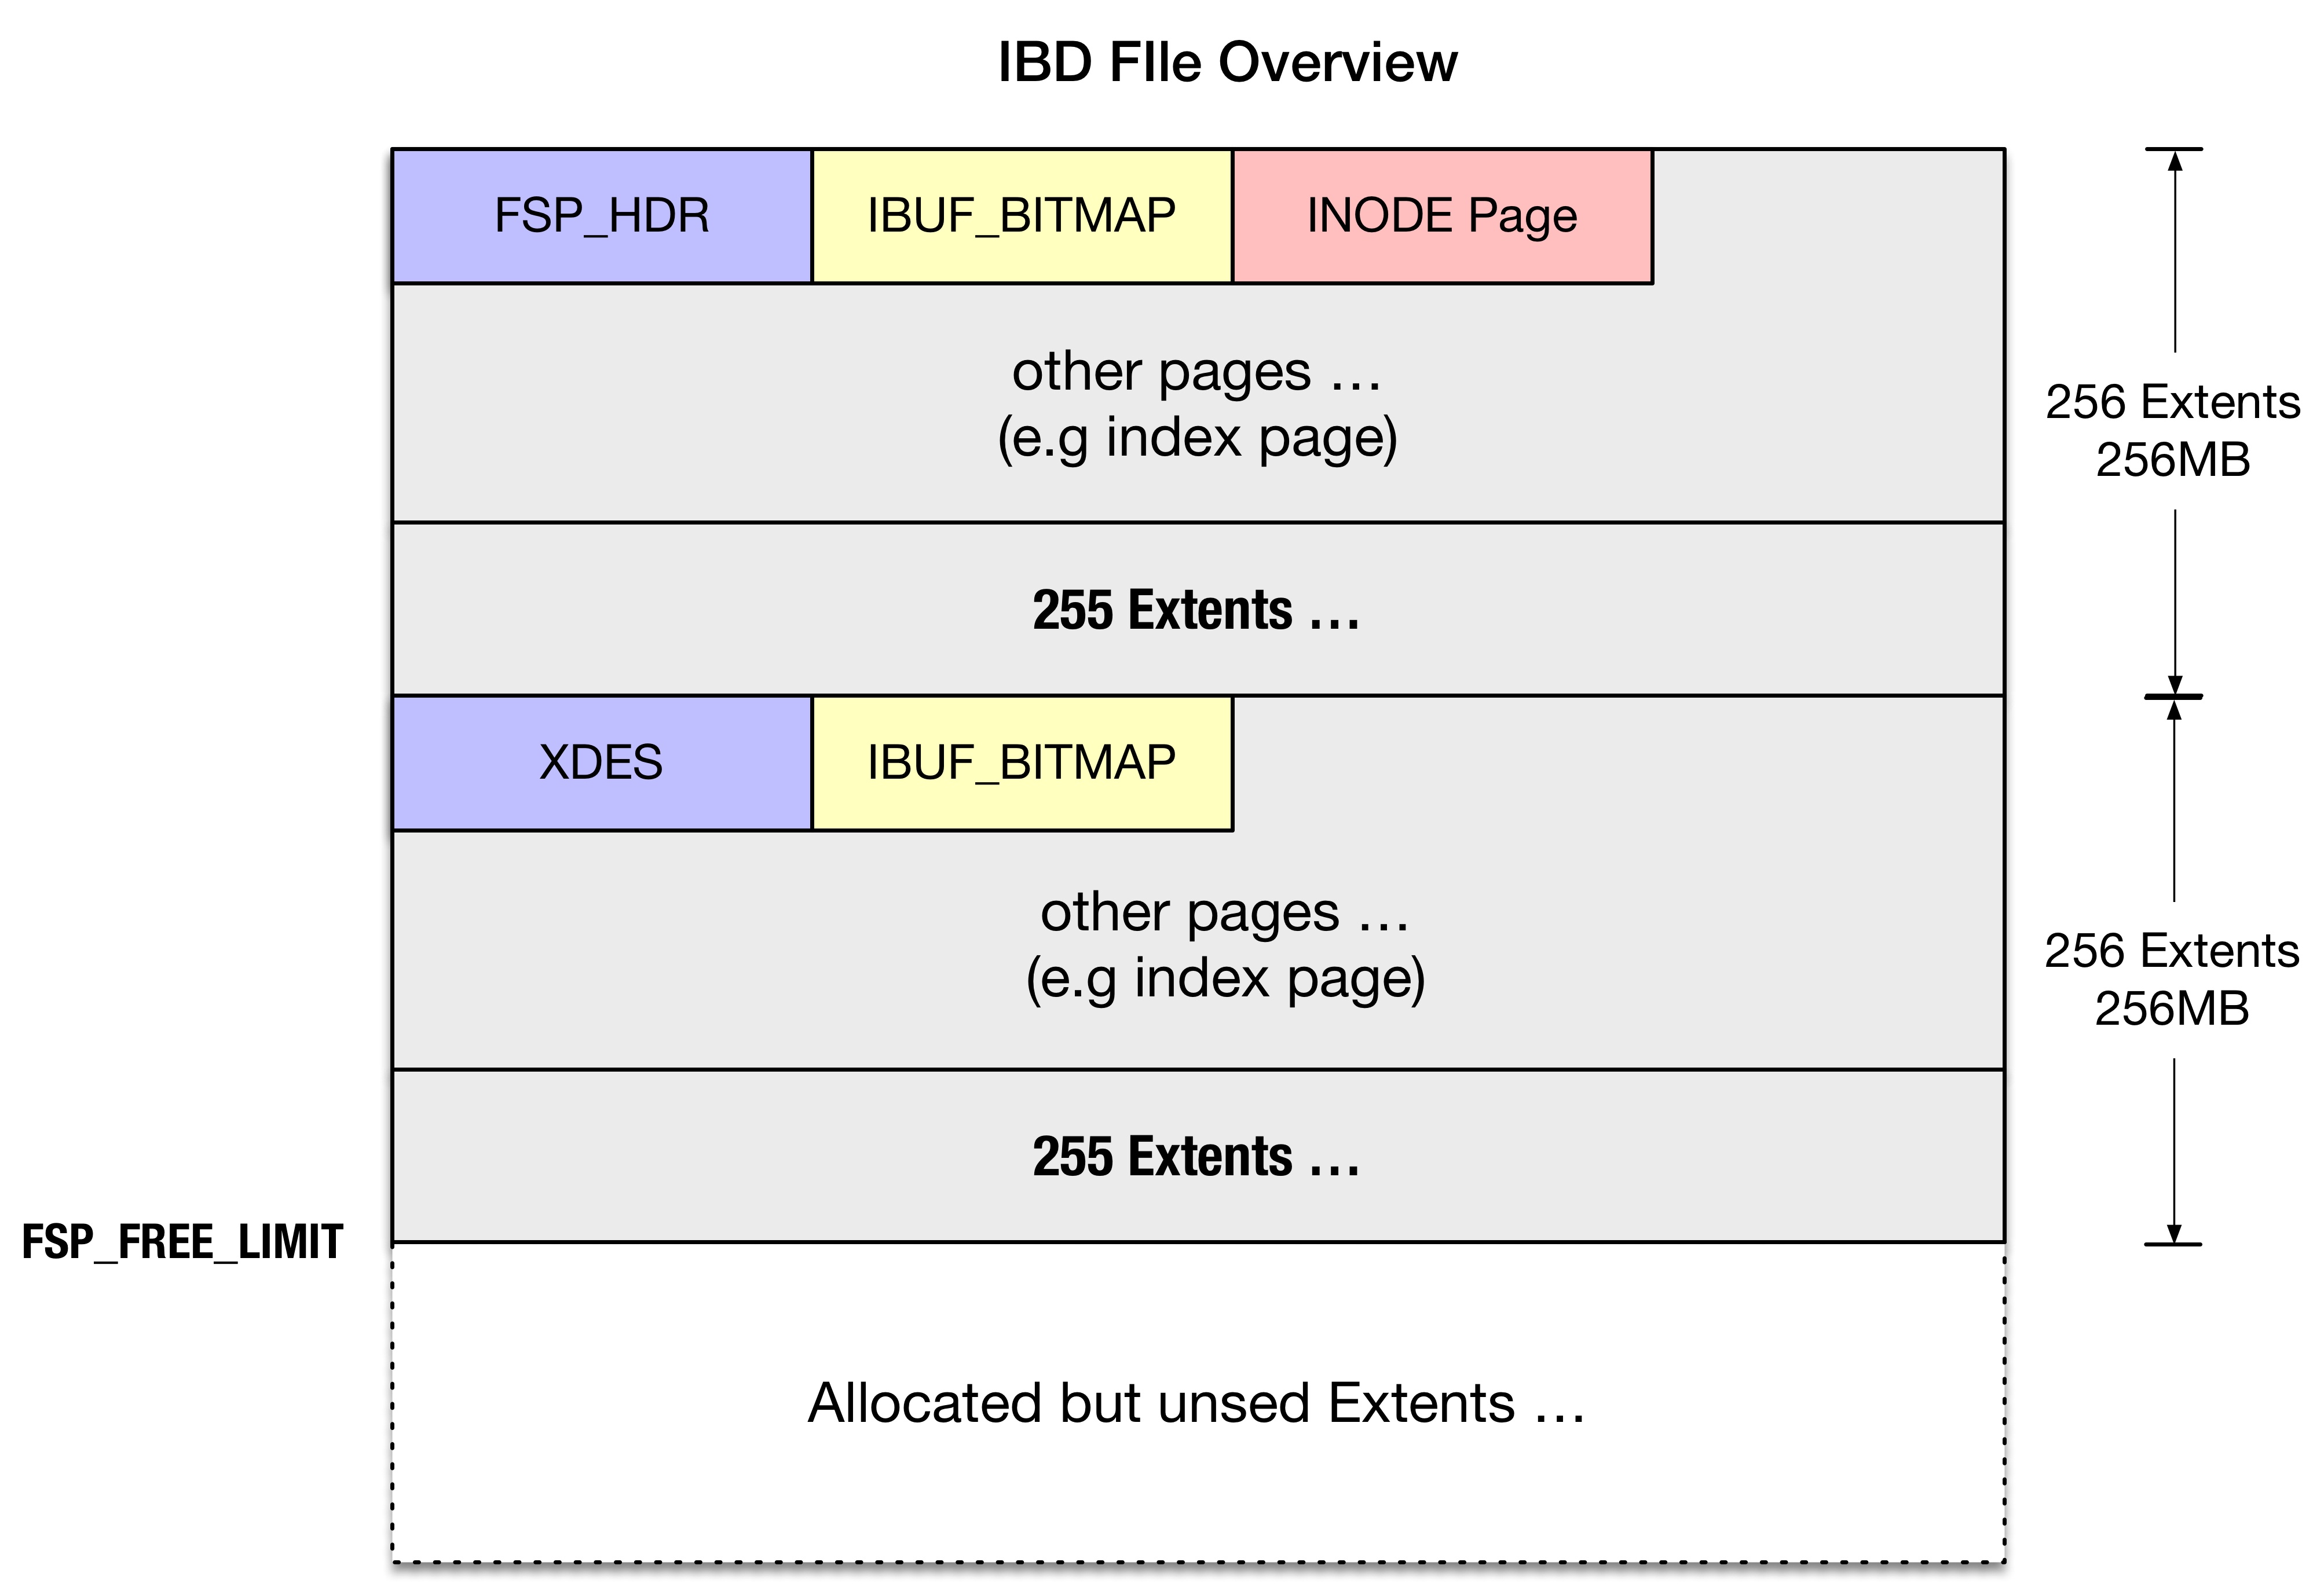 IBD FIle Overview
FSP_HDR
IBUF_BITMAP
INODE Page
other pages ...
(e.g index page)
256 Extents
256MB
255 Extents ...
XDES
IBUF_BITMAP
other pages ...
(e.g index page)
256 Extents
256MB
255 Extents ...
FSP_FREE_LIMIT
Allocated but unsed Extents ...